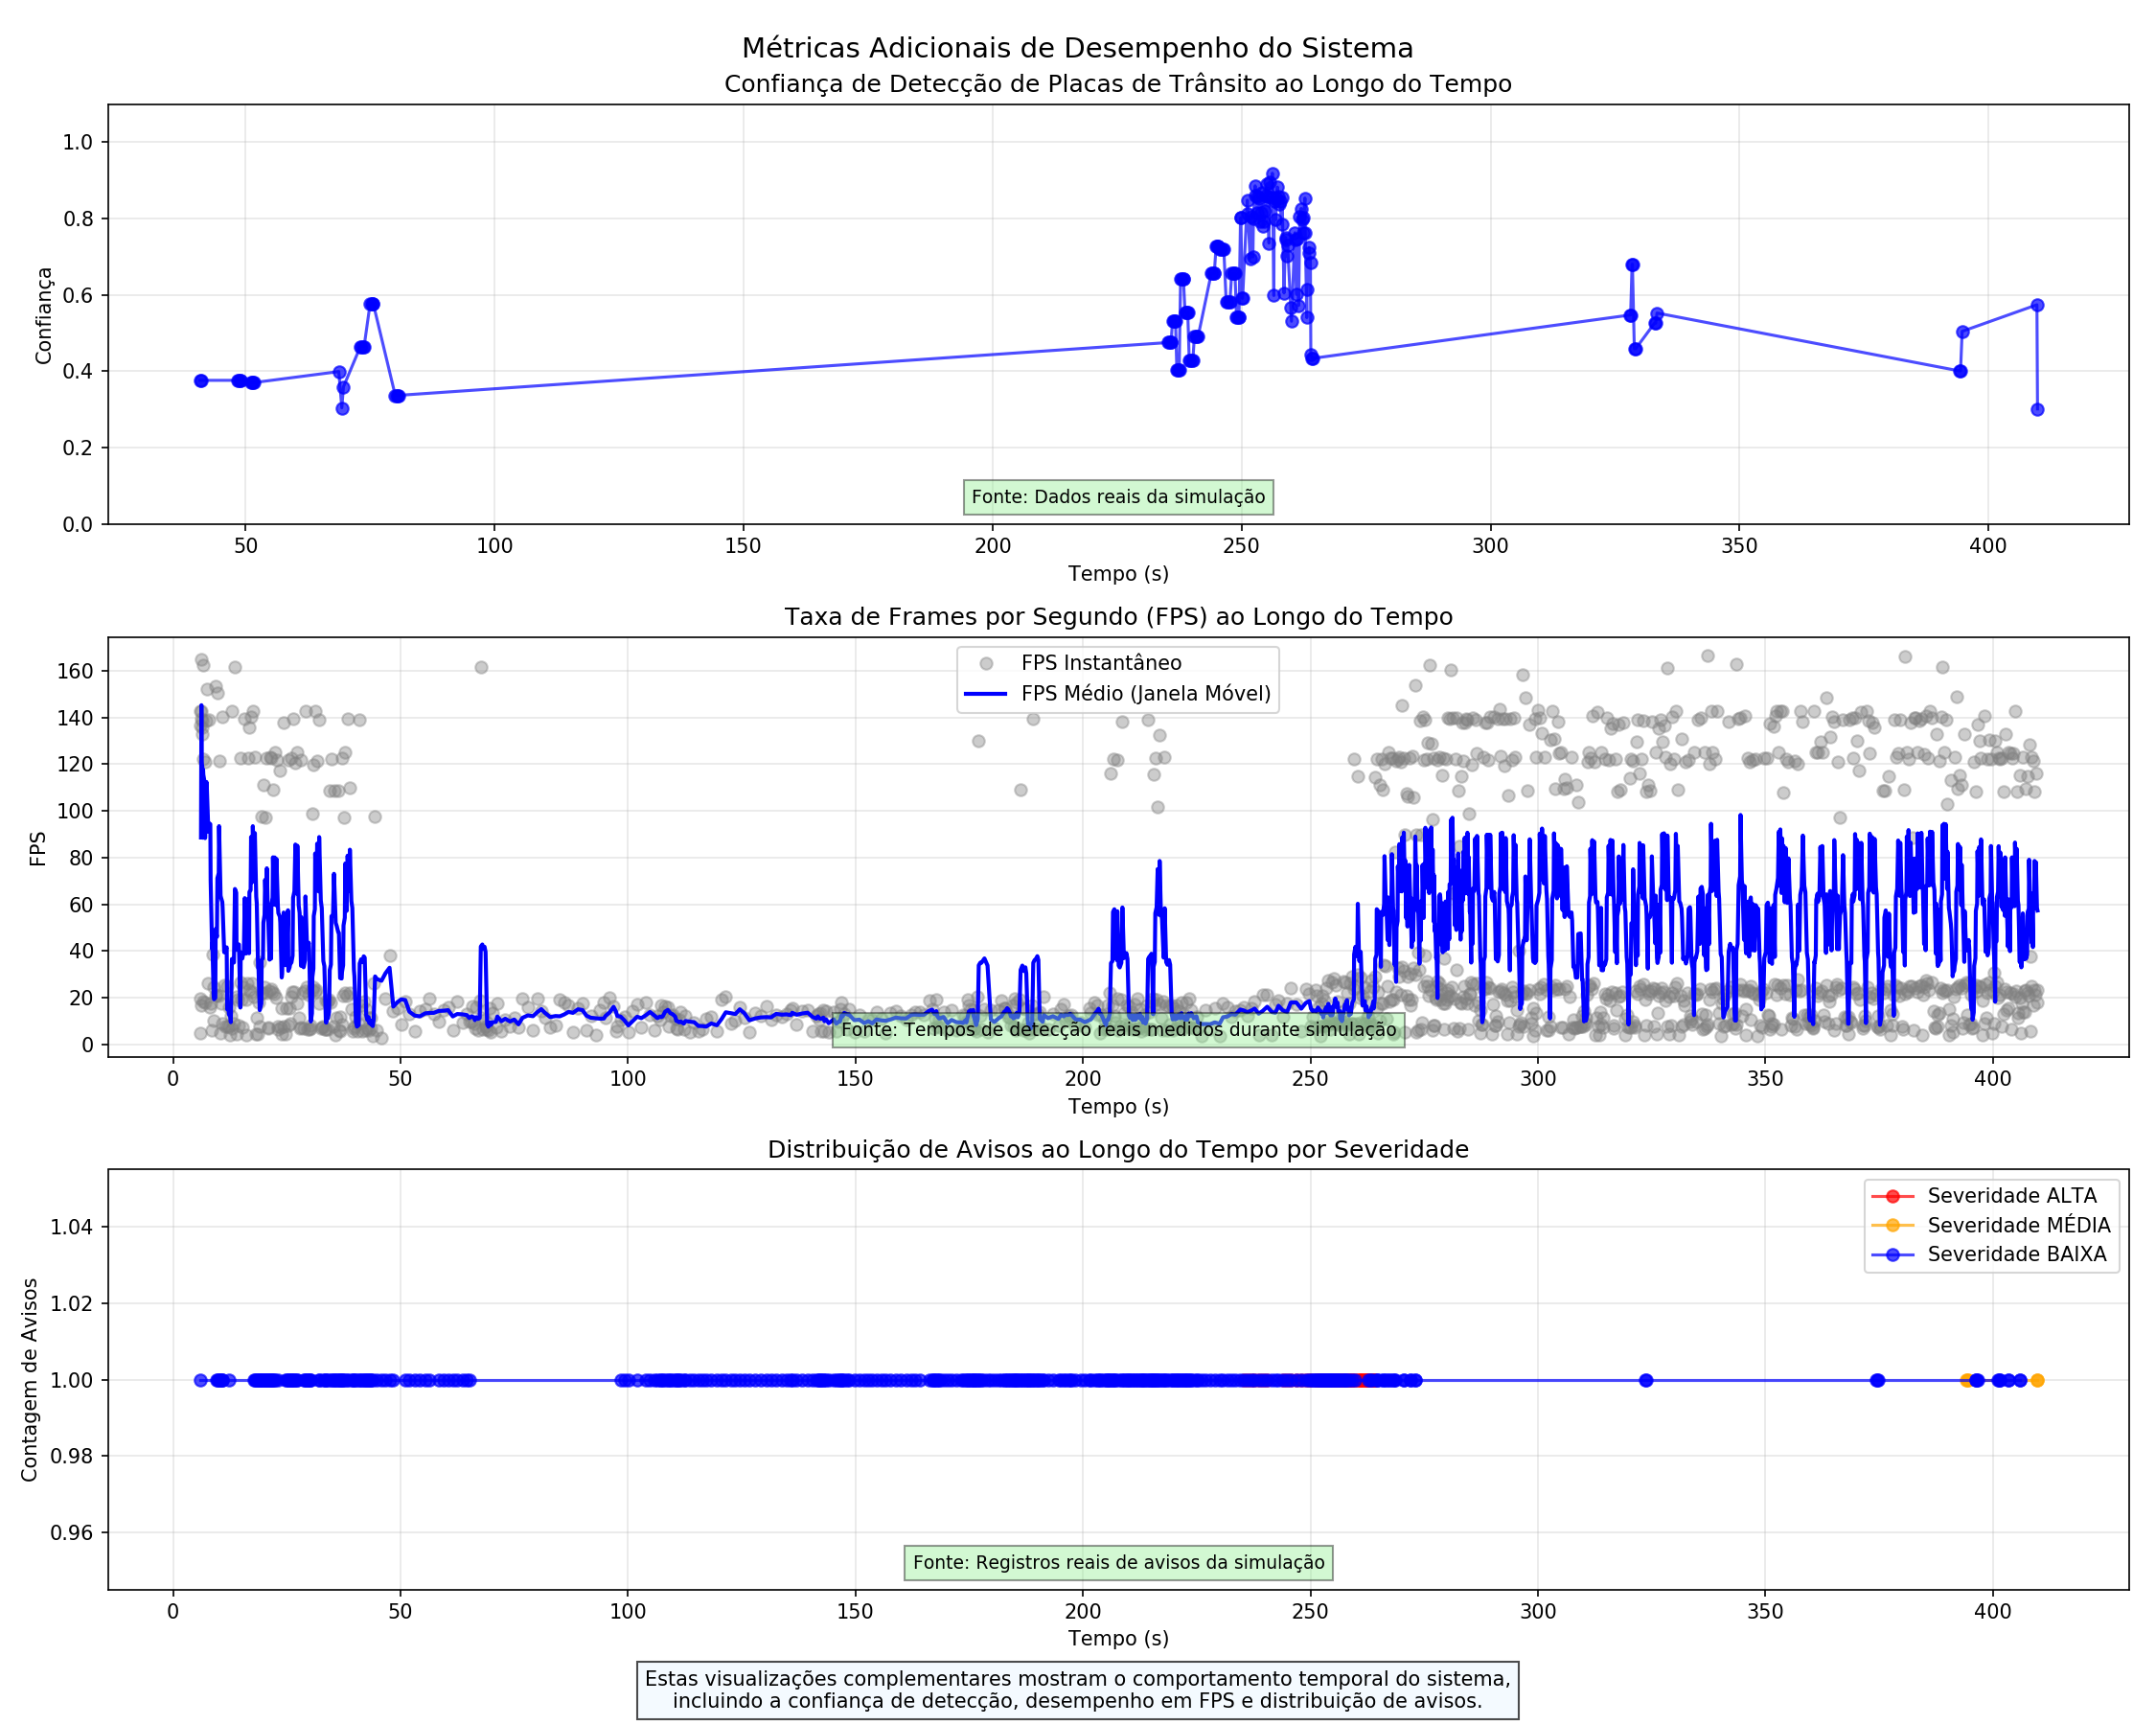 Métricas Adicionais de Desempenho do Sistema
Confiança de Detecção de Placas de Trânsito ao Longo do Tempo
Confiança
1.0
0.8
0.6
0.4
0.2
0.0
Fonte: Dados reais da simulação
50 100 150 200 250 300 350 400
Tempo (s)
Taxa de Frames por Segundo (FPS) ao Longo do Tempo
FPS
160
140
120
100
80
60
40
20
0
FPS Instantâneo
FPS Médio (Janela Móvel)
Fonte: Tempos de detecção reais medidos durante simulação
0 50 100 150 200 250 300 350 400
Tempo (s)
Distribuição de Avisos ao Longo do Tempo por Severidade
Contagem de Avisos
1.04
1.02
1.00
0.98
0.96
Severidade ALTA
Severidade MÉDIA
Severidade BAIXA
Fonte: Registros reais de avisos da simulação
0 50 100 150 200 250 300 350 400
Tempo (s)
Estas visualizações complementares mostram o comportamento temporal do sistema,
incluindo a confiança de detecção, desempenho em FPS e distribuição de avisos.